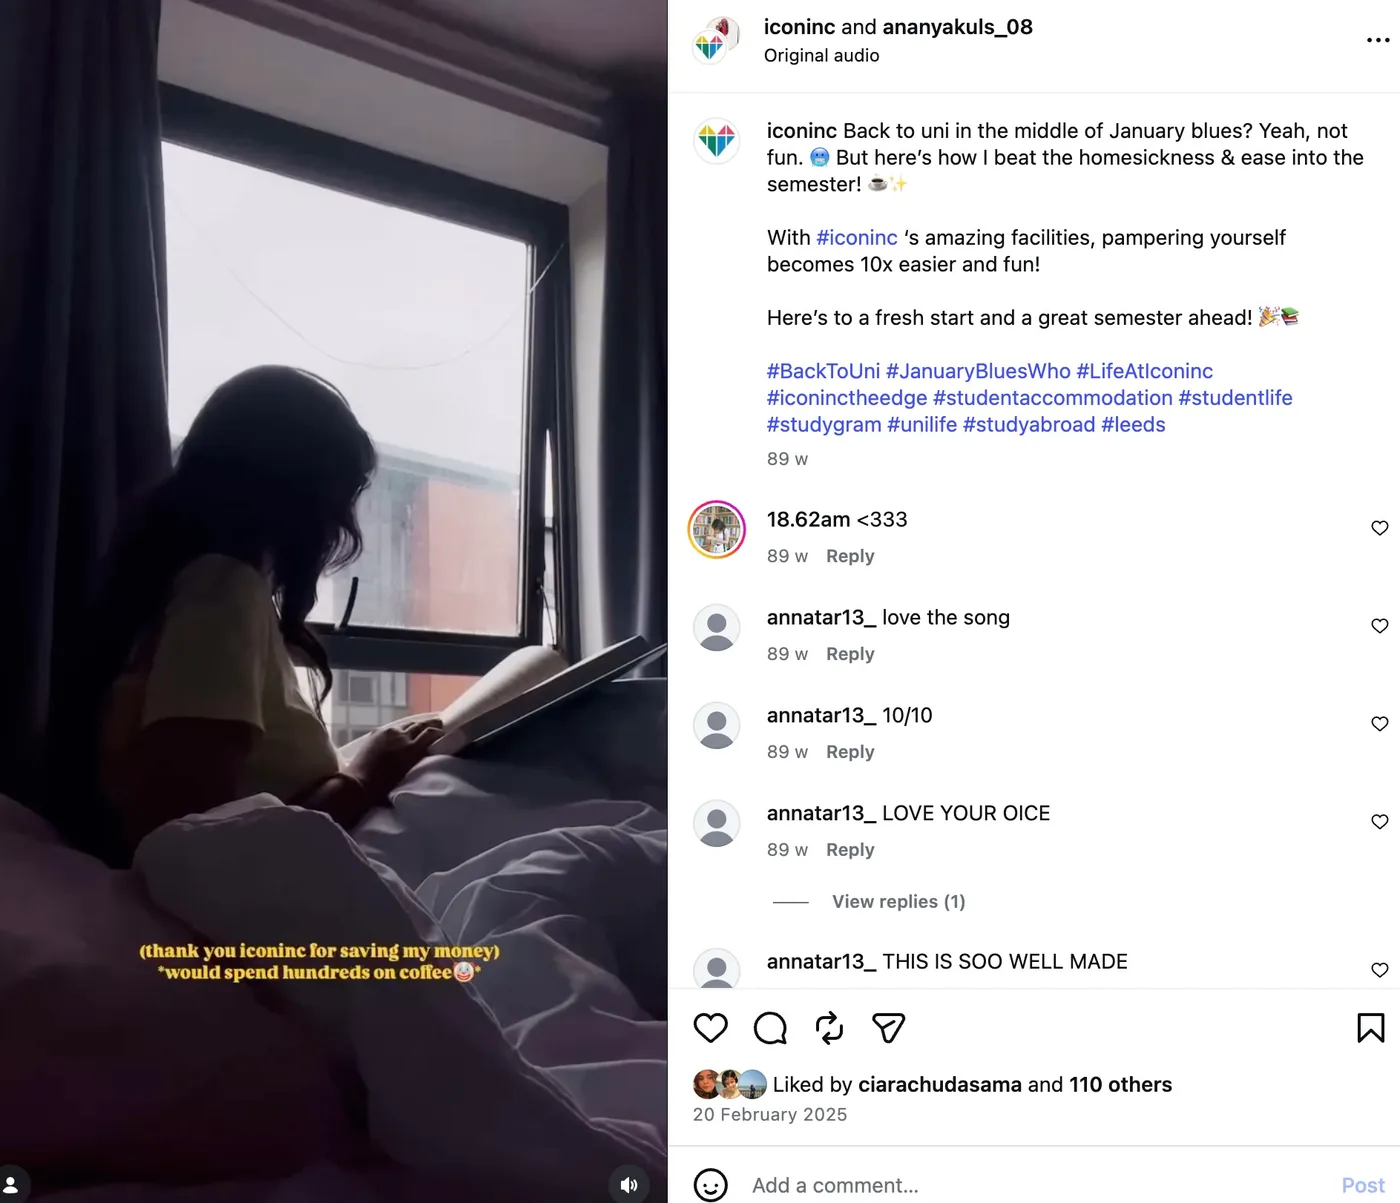 (thank you iconinc for saving my money)
*would spend hundreds on coffee🤡*
iconinc and ananyakuls_08
Original audio
iconinc Back to uni in the middle of January blues? Yeah, not
fun. 🥶 But here’s how I beat the homesickness & ease into the
semester! ☕✨
With #iconinc ‘s amazing facilities, pampering yourself
becomes 10x easier and fun!
Here’s to a fresh start and a great semester ahead! 🎉📚
#BackToUni #JanuaryBluesWho #LifeAtIconinc
#iconinctheedge #studentaccommodation #studentlife
#studygram #unilife #studyabroad #leeds
89 w
18.62am <333
89 w Reply
annatar13_ love the song
89 w Reply
annatar13_ 10/10
89 w Reply
annatar13_ LOVE YOUR OICE
89 w Reply
View replies (1)
annatar13_ THIS IS SOO WELL MADE
Liked by ciarachudasama and 110 others
20 February 2025
Add a comment...
Post